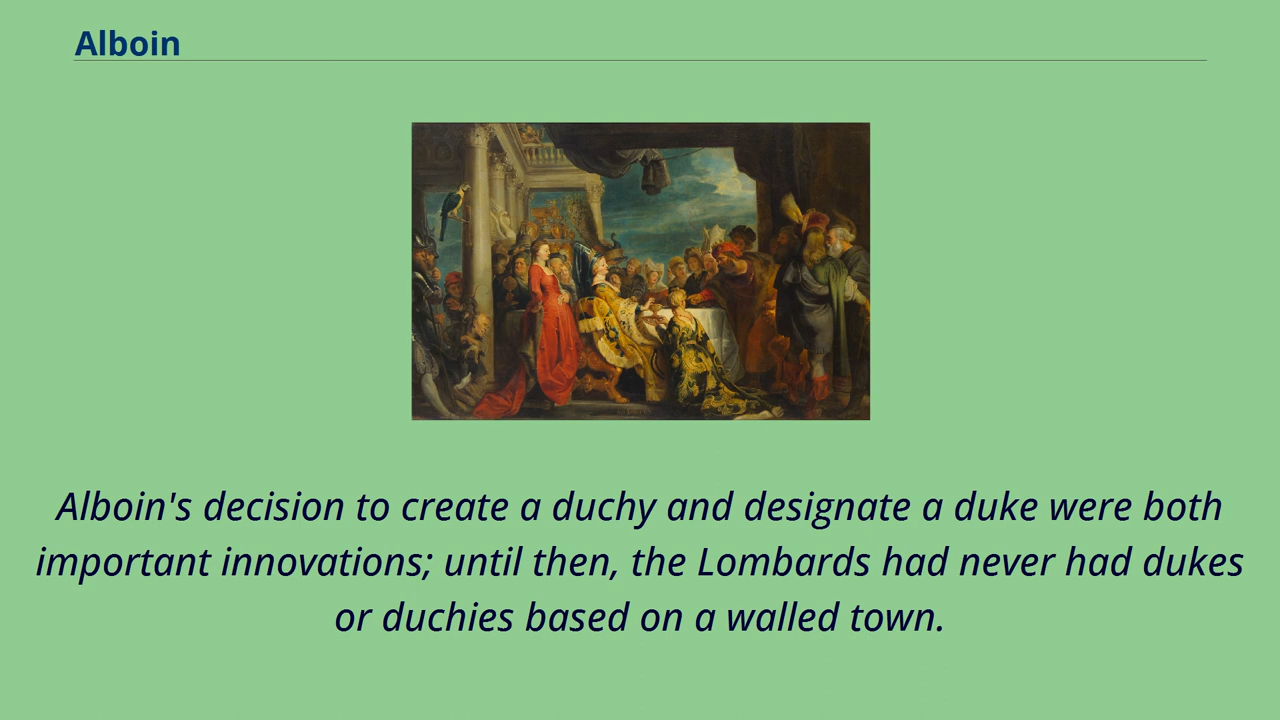 Alboin
Alboin's decision to create a duchy and designate a duke were both
important innovations; until then, the Lombards had never had dukes
or duchies based on a walled town.